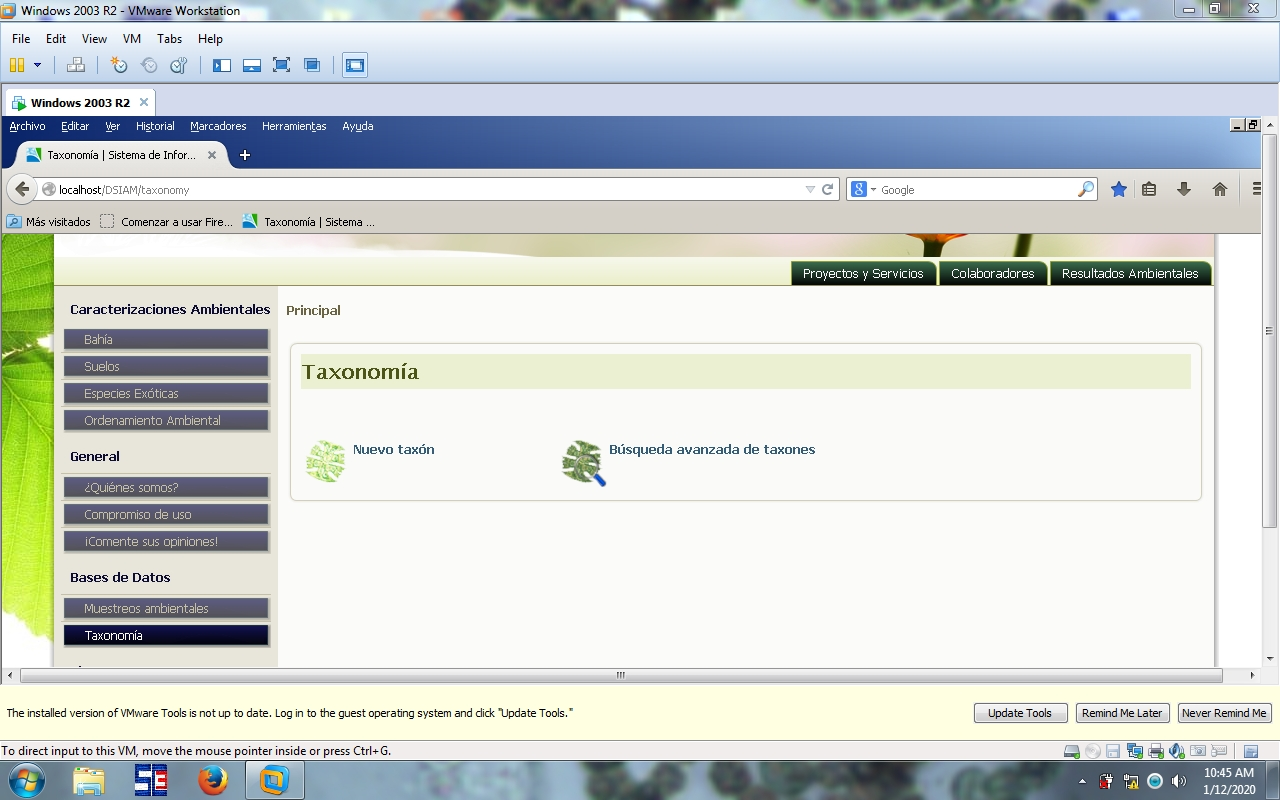 Windows 2003 R2 - VMware Workstation
File Edit View VM Tabs Help
Windows 2003 R2
Archivo Editar Ver Historial Marcadores Herramientas Ayuda
Taxonomía | Sistema de Infor...
localhost/DSIAM/taxonomy
Google
Más visitados Comenzar a usar Fire... Taxonomía | Sistema ...
Proyectos y Servicios Colaboradores Resultados Ambientales
Caracterizaciones Ambientales
Bahía
Suelos
Especies Exóticas
Ordenamiento Ambiental
General
¿Quiénes somos?
Compromiso de uso
¡Comente sus opiniones!
Bases de Datos
Muestreos ambientales
Taxonomía
Principal
Taxonomía
Nuevo taxón
Búsqueda avanzada de taxones
The installed version of VMware Tools is not up to date. Log in to the guest operating system and click "Update Tools."
Update Tools Remind Me Later Never Remind Me
To direct input to this VM, move the mouse pointer inside or press Ctrl+G.
10:45 AM
1/12/2020